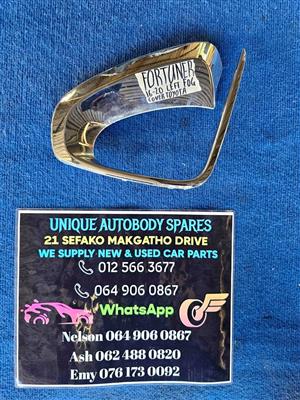 FORTUNER
16-20 LEFT FOG
COVER TOYOTA
UNIQUE AUTOBODY SPARES
21 SEFAKO MAKGATHO DRIVE
WE SUPPLY NEW & USED CAR PARTS
012 566 3677
064 906 0867
WhatsApp
Nelson 064 906 0867
Ash 062 488 0820
Emy 076 173 0092